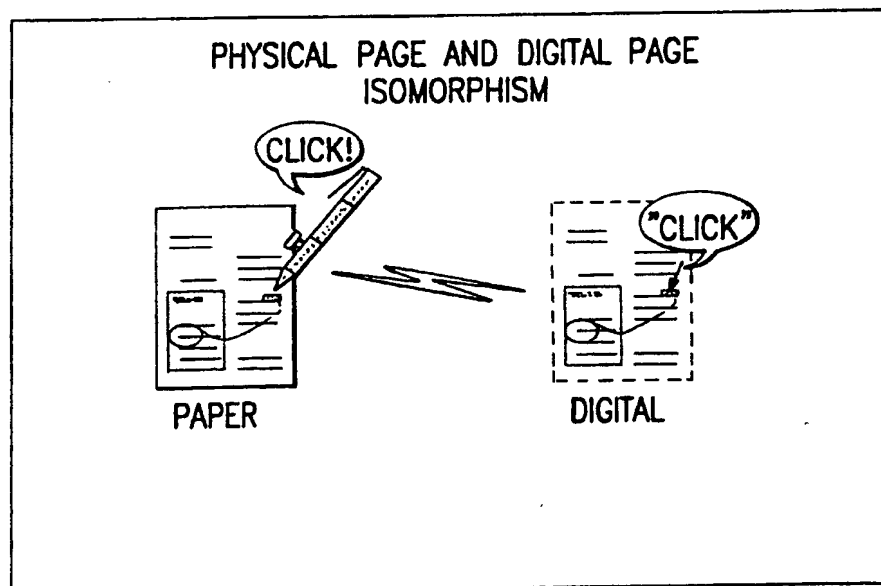 PHYSICAL PAGE AND DIGITAL PAGE
ISOMORPHISM
CLICK!
"CLICK"
PAPER
DIGITAL